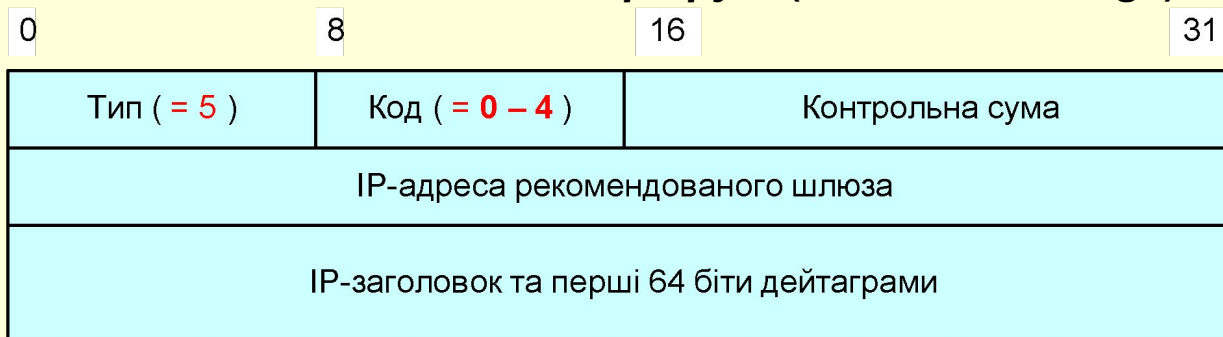 0 8 16 31
Тип ( = 5 ) Код ( = 0 – 4 ) Контрольна сума
IP-адреса рекомендованого шлюза
IP-заголовок та перші 64 біти дейтаграми